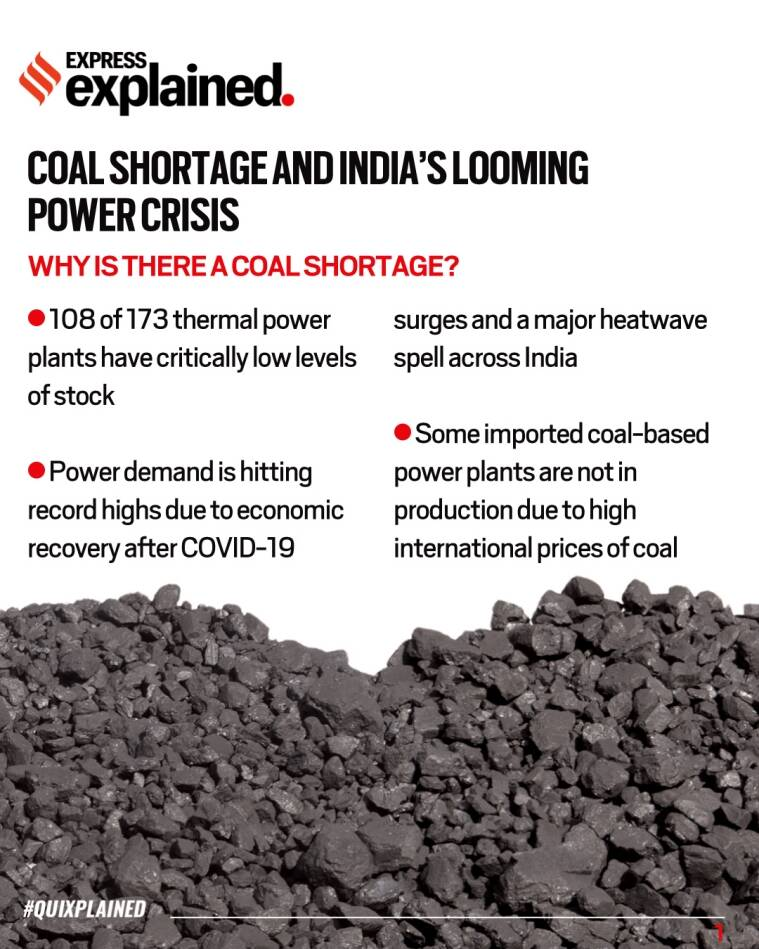 EXPRESS
explained.
COAL SHORTAGE AND INDIA'S LOOMING
POWER CRISIS
WHY IS THERE A COAL SHORTAGE?
● 108 of 173 thermal power
plants have critically low levels
of stock
● Power demand is hitting
record highs due to economic
recovery after COVID-19
surges and a major heatwave
spell across India
● Some imported coal-based
power plants are not in
production due to high
international prices of coal
#QUIXPLAINED
1